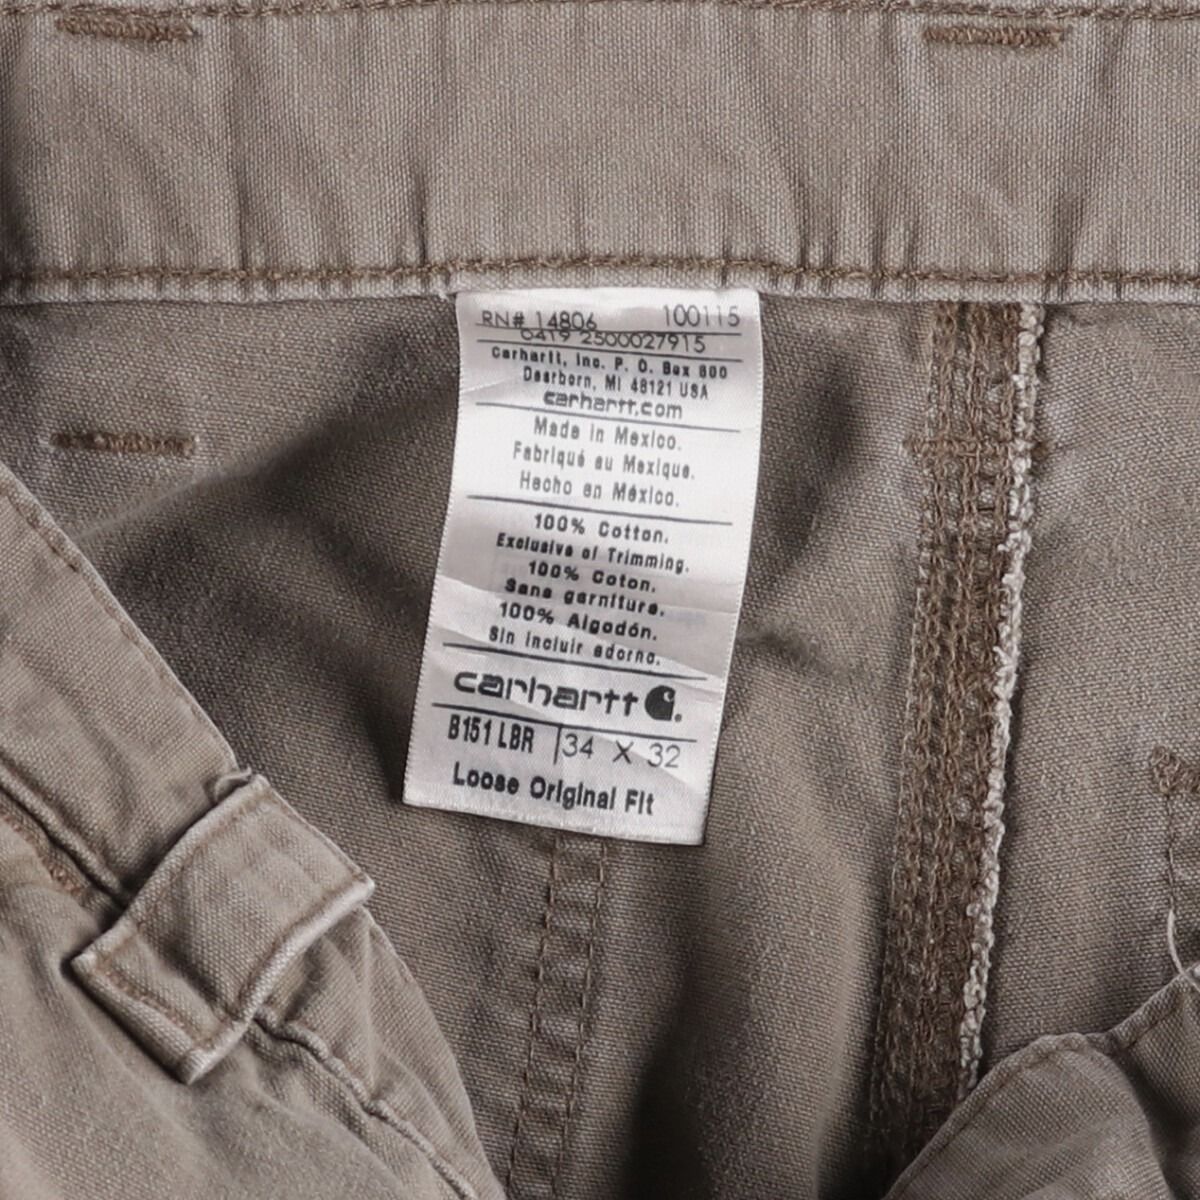 RN# 14806 100115
0419 2500027915
Carhartt, Inc. P. O. Box 600
Dearborn, MI 48121 USA
carhartt.com
Made in Mexico.
Fabriqué au Mexique.
Hecho en México.
100% Cotton.
Exclusive of Trimming.
100% Coton.
Sans garniture.
100% Algodón.
Sin incluir adorno.
carhartt
B151 LBR 34 X 32
Loose Original Fit